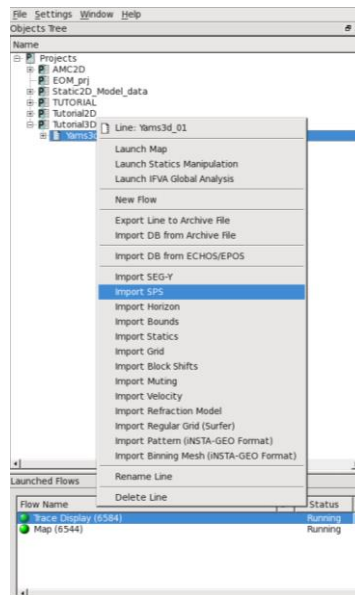 File Settings Window Help
Objects Tree
Name
Projects
AMC2D
EOM_prj
Static2D_Model_data
TUTORIAL
Tutorial2D
Tutorial3D
Yams3d
Line: Yams3d_01
Launch Map
Launch Statics Manipulation
Launch IFVA Global Analysis
New Flow
Export Line to Archive File
Import DB from Archive File
Import DB from ECHOS/EPOS
Import SEG-Y
Import SPS
Import Horizon
Import Bounds
Import Statics
Import Grid
Import Block Shifts
Import Muting
Import Velocity
Import Refraction Model
Import Regular Grid (Surfer)
Import Pattern (iNSTA-GEO Format)
Import Binning Mesh (iNSTA-GEO Format)
Rename Line
Delete Line
Launched Flows
Flow Name Status
Trace Display (6584) Running
Map (6544) Running